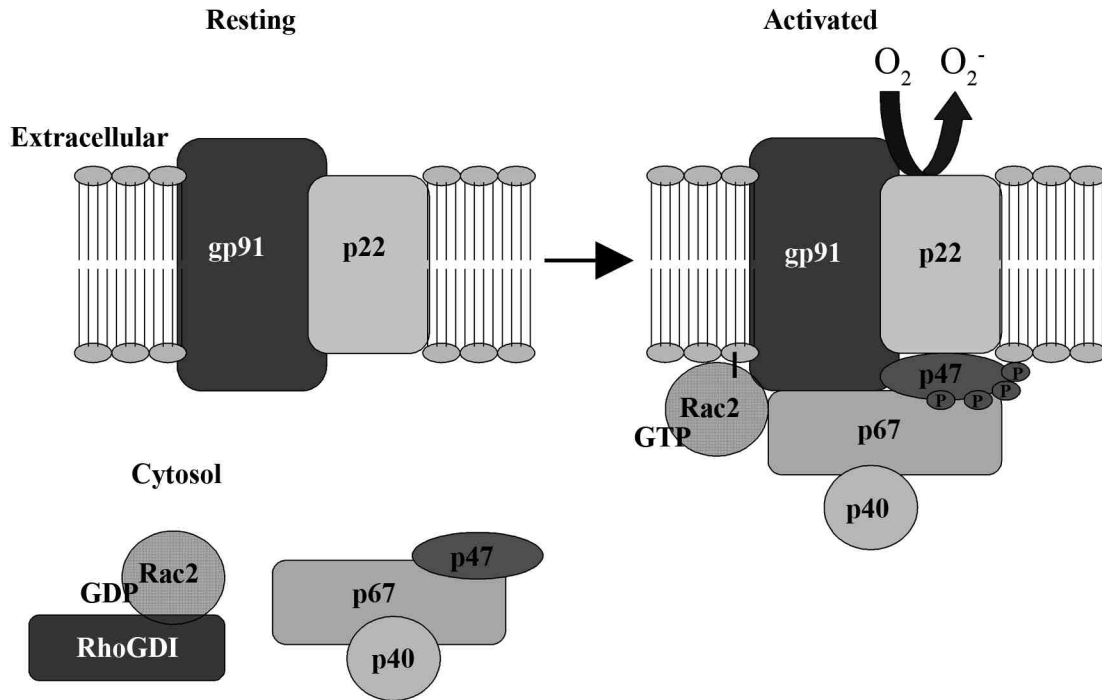 Resting
Activated
O₂ O₂⁻
Extracellular
gp91
p22
gp91
p22
p47
P
P
P
P
Rac2
GTP
p67
p40
Cytosol
Rac2
GDP
RhoGDI
p47
p67
p40